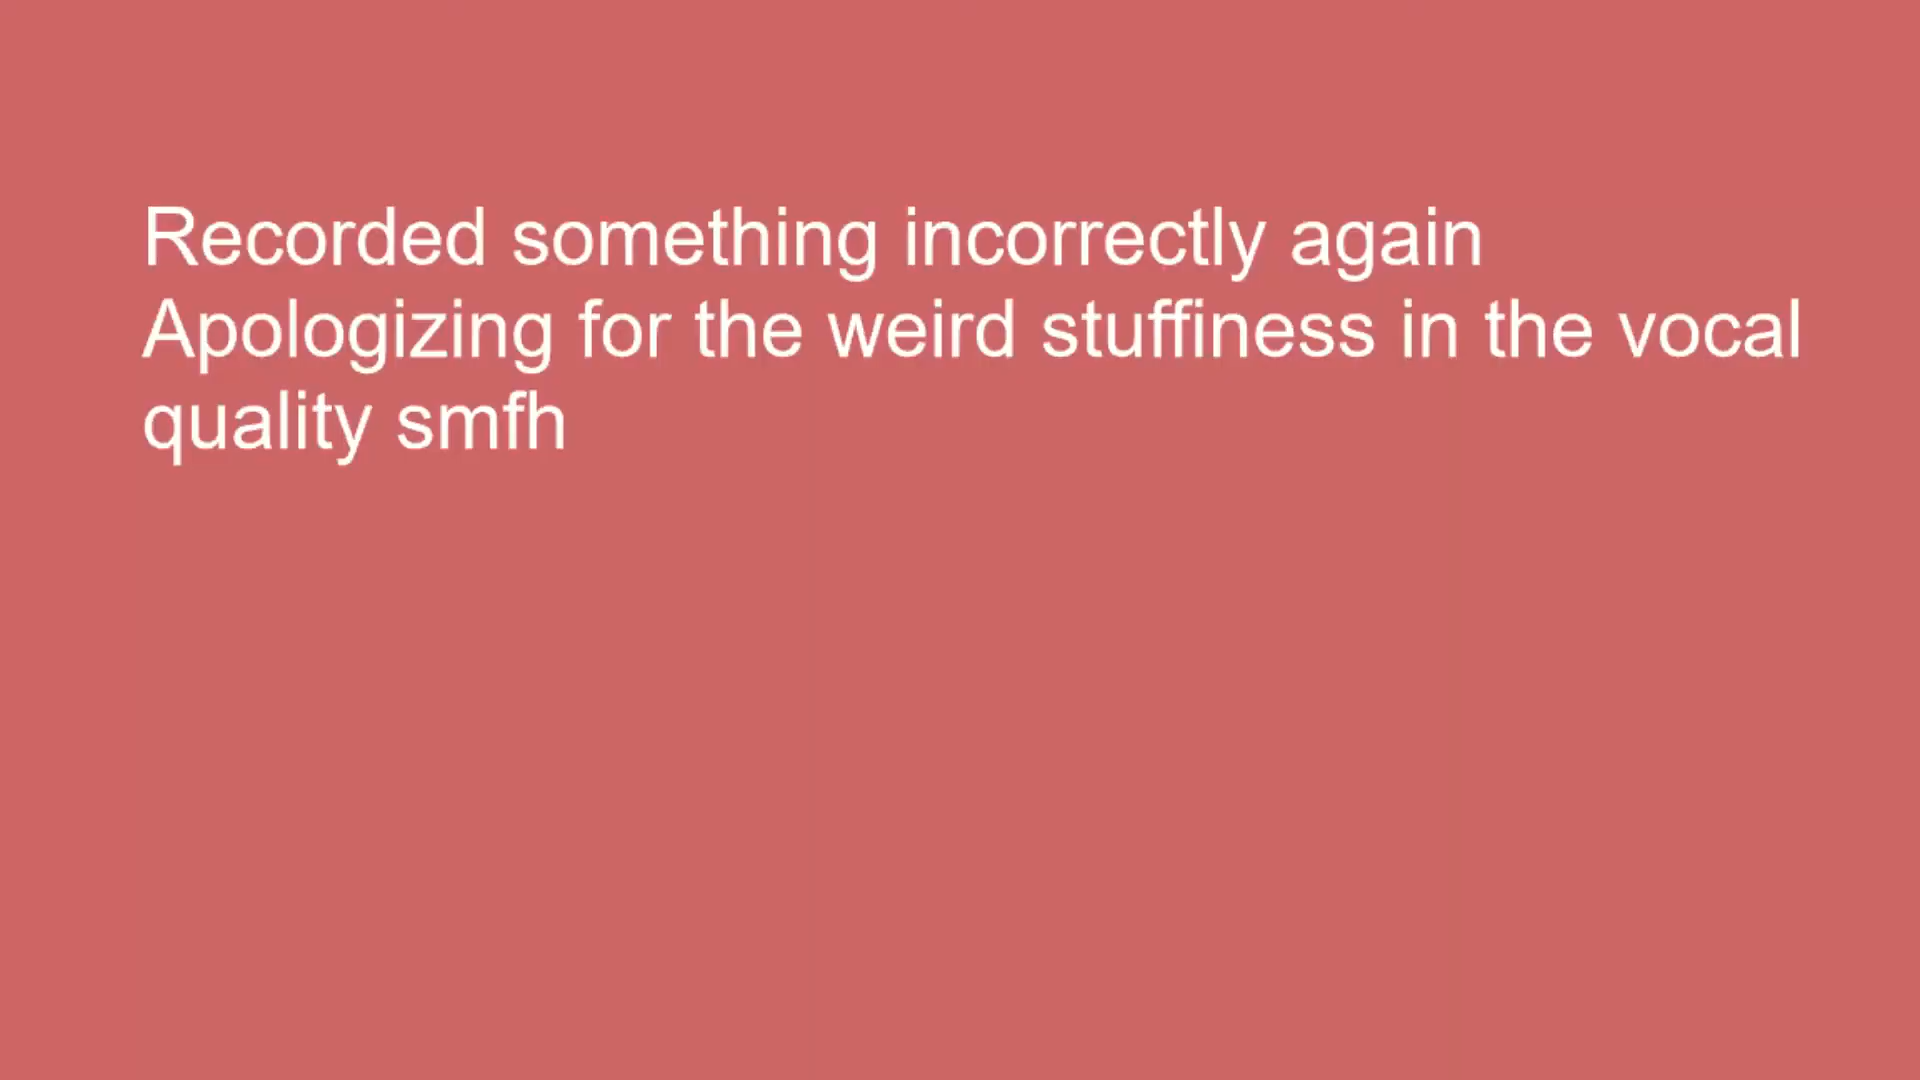 Recorded something incorrectly again
Apologizing for the weird stuffiness in the vocal
quality smfh